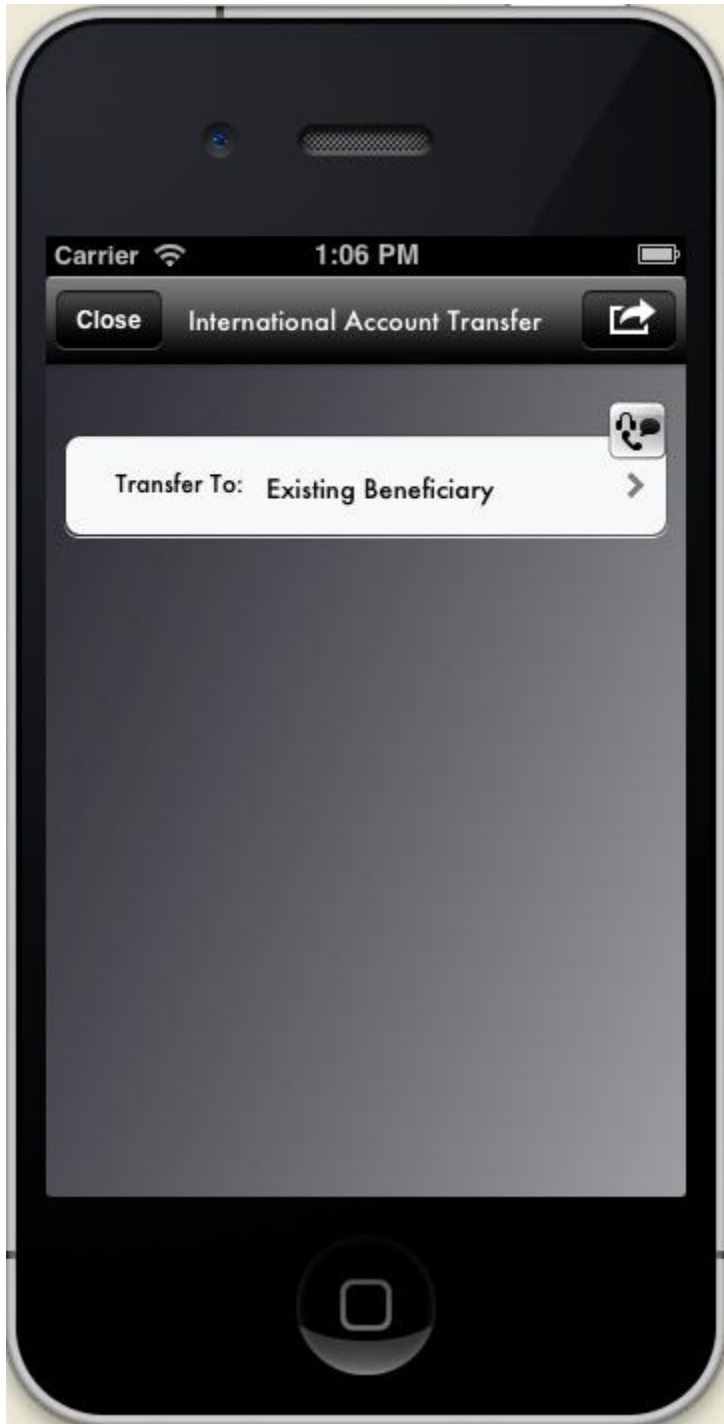 Carrier 1:06 PM
Close International Account Transfer
Transfer To: Existing Beneficiary